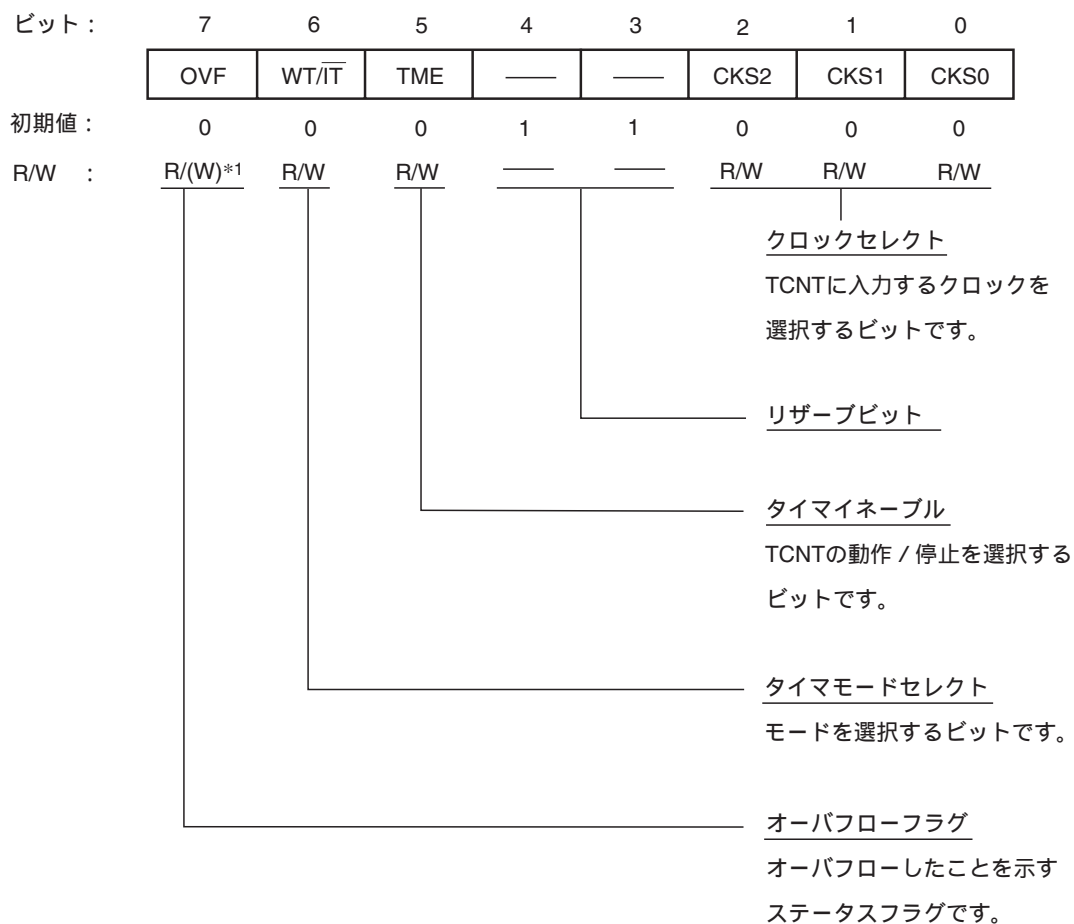 ビット： 7 6 5 4 3 2 1 0
OVF WT/I̅T̅ TME —— —— CKS2 CKS1 CKS0
初期値： 0 0 0 1 1 0 0 0
R/W ： R/(W)*1 R/W R/W —— —— R/W R/W R/W
クロックセレクト
TCNTに入力するクロックを
選択するビットです。
リザーブビット
タイマイネーブル
TCNTの動作／停止を選択する
ビットです。
タイマモードセレクト
モードを選択するビットです。
オーバフローフラグ
オーバフローしたことを示す
ステータスフラグです。